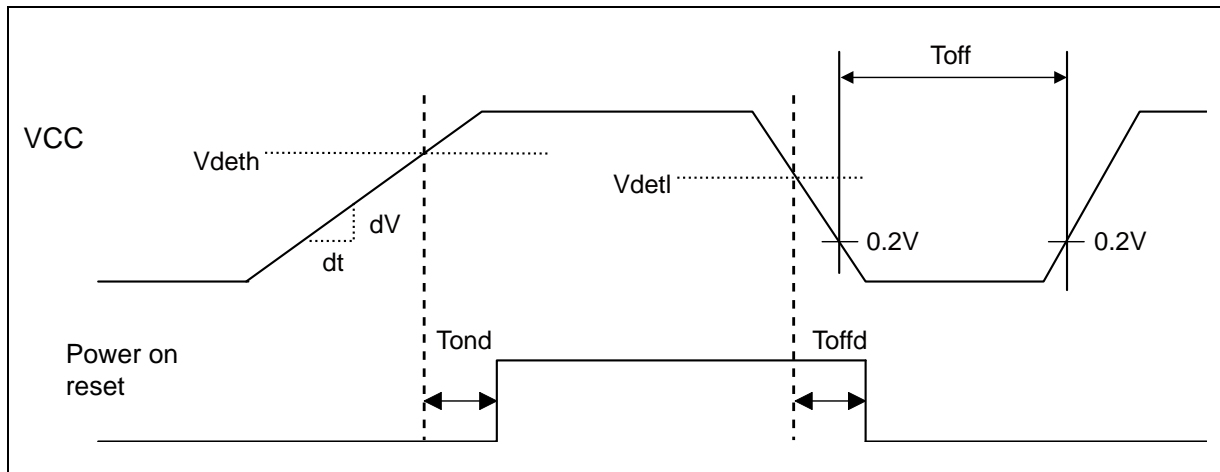 Toff
VCC
Vdeth
Vdetl
dV
dt
0.2V
0.2V
Power on
reset
Tond
Toffd